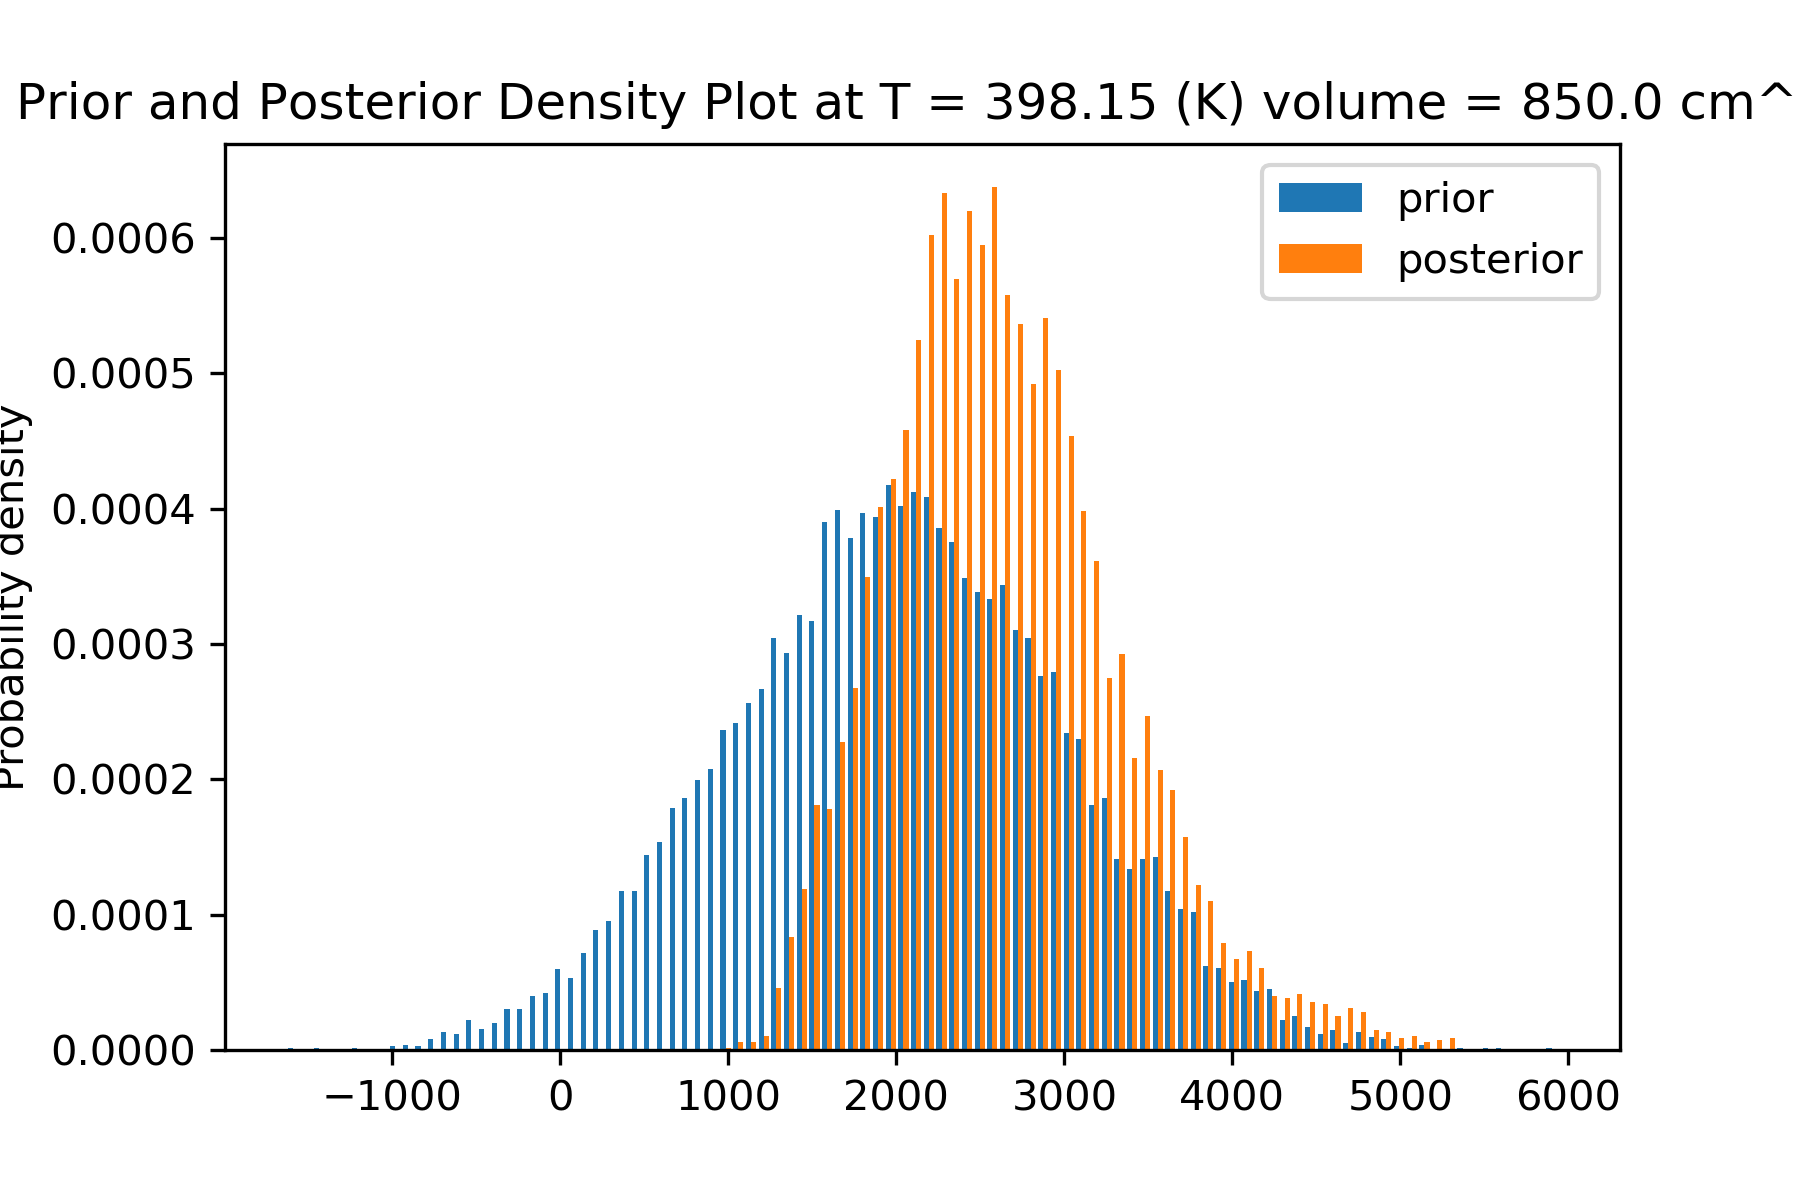 Prior and Posterior Density Plot at T = 398.15 (K) volume = 850.0 cm^
prior
posterior
Probability density
0.0006
0.0005
0.0004
0.0003
0.0002
0.0001
0.0000
−1000 0 1000 2000 3000 4000 5000 6000